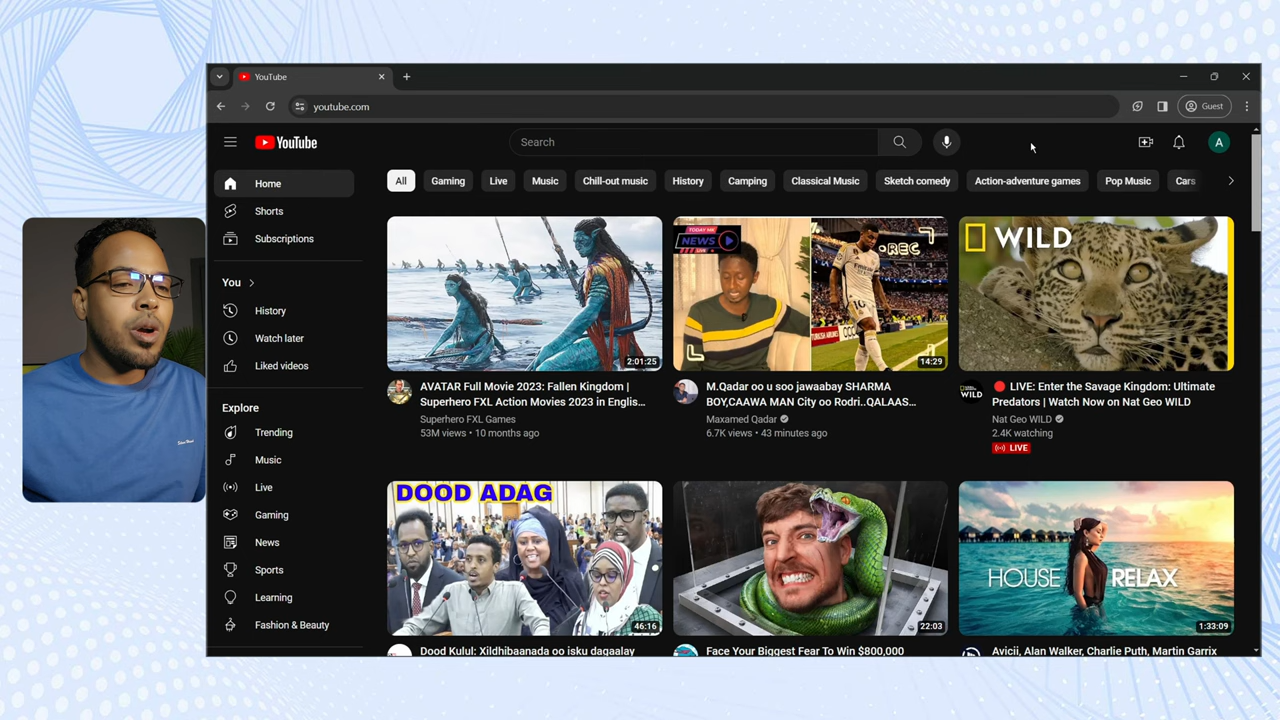 YouTube
youtube.com
Guest
YouTube
Search
A
All
Gaming
Live
Music
Chill-out music
History
Camping
Classical Music
Sketch comedy
Action-adventure games
Pop Music
Cars
Home
Shorts
Subscriptions
You
History
Watch later
Liked videos
Explore
Trending
Music
Live
Gaming
News
Sports
Learning
Fashion & Beauty
2:01:25
AVATAR Full Movie 2023: Fallen Kingdom |
Superhero FXL Action Movies 2023 in Englis...
Superhero FXL Games
53M views • 10 months ago
TODAY MK
NEWS
REC
10
14:29
M.Qadar oo u soo jawaabay SHARMA
BOY,CAAWA MAN City oo Rodri..QALAAS...
Maxamed Qadar
6.7K views • 43 minutes ago
WILD
WILD
🔴 LIVE: Enter the Savage Kingdom: Ultimate
Predators | Watch Now on Nat Geo WILD
Nat Geo WILD
2.4K watching
LIVE
DOOD ADAG
46:16
Dood Kulul: Xildhibaanada oo isku dagaalay
22:03
Face Your Biggest Fear To Win $800,000
HOUSE RELAX
1:33:09
Avicii, Alan Walker, Charlie Puth, Martin Garrix